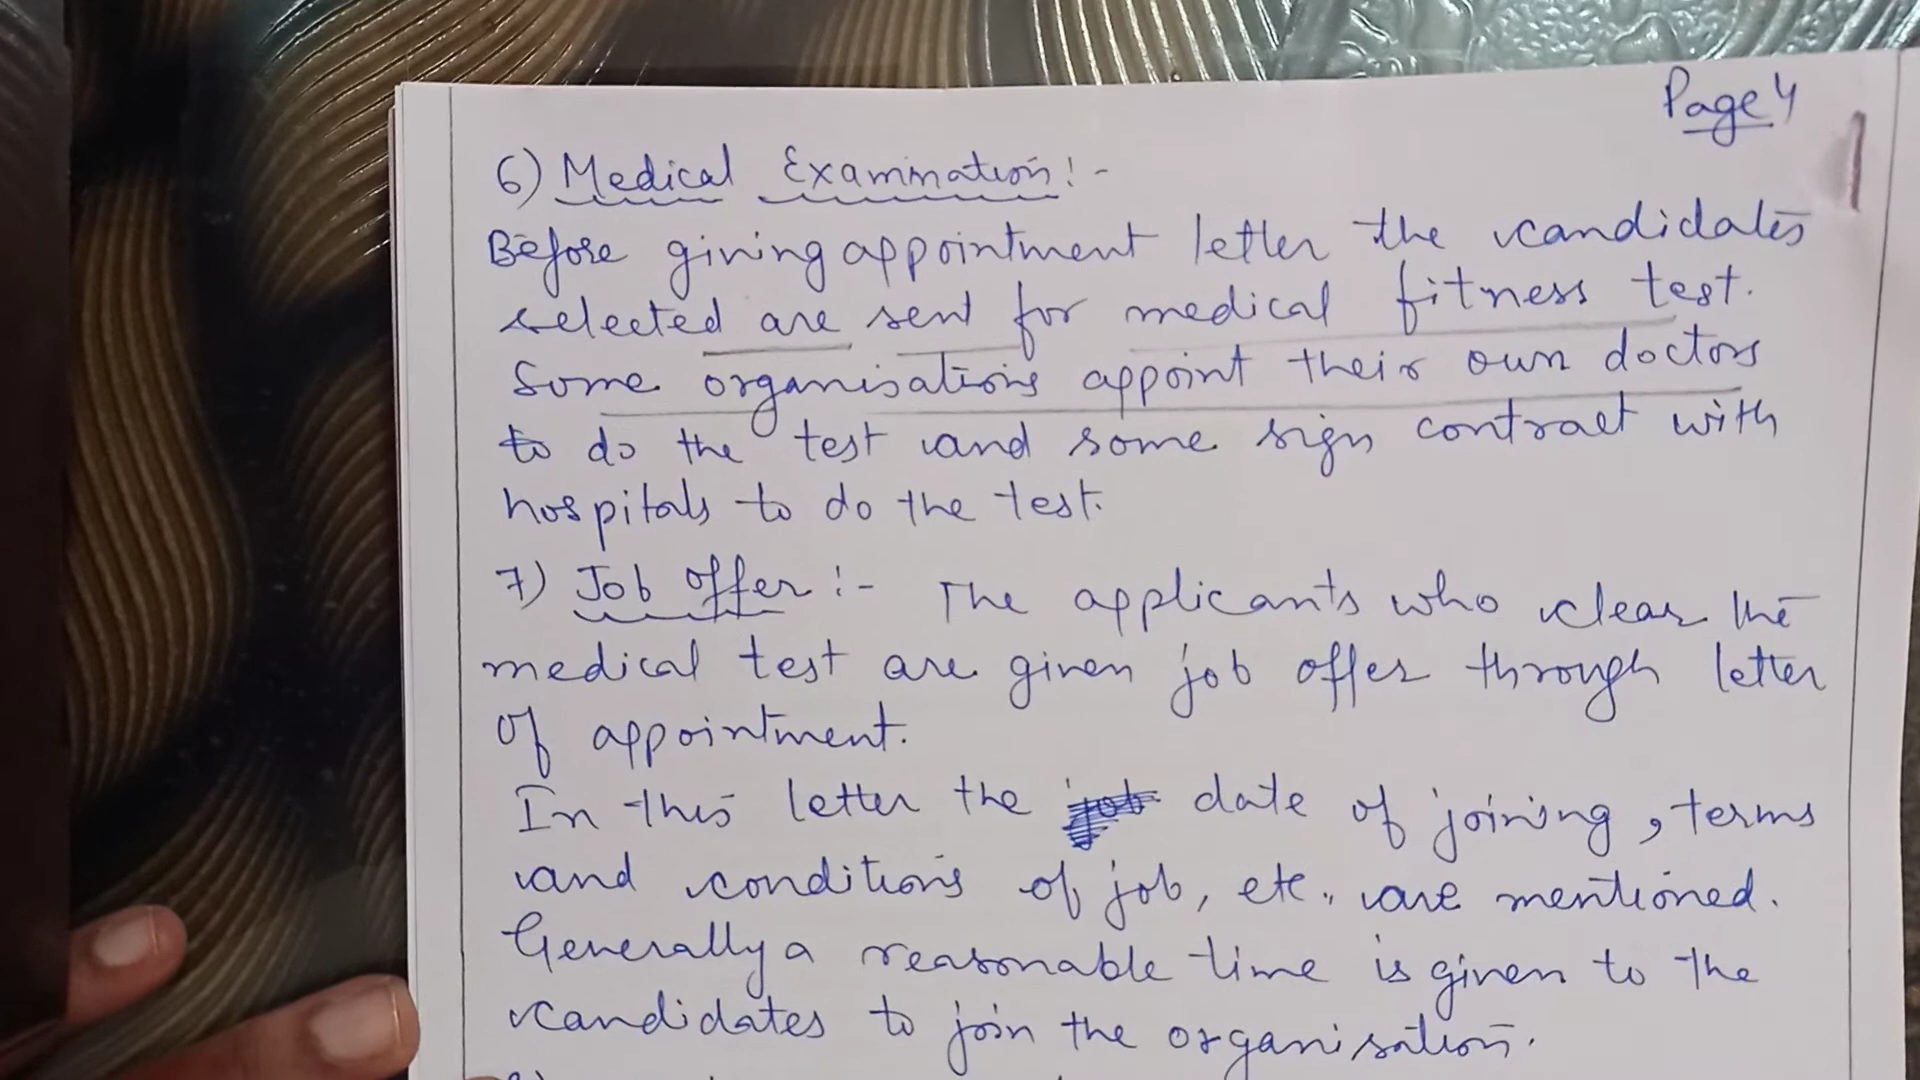 Page 4
6) Medical Examination:-
Before giving appointment letter the candidates
selected are sent for medical fitness test.
Some organisations appoint their own doctors
to do the test and some sign contract with
hospitals to do the test.
7) Job offer:- The applicants who clear the
medical test are given job offer through letter
of appointment.
In this letter the date of joining, terms
and conditions of job, etc., are mentioned.
Generally a reasonable time is given to the
candidates to join the organisation.